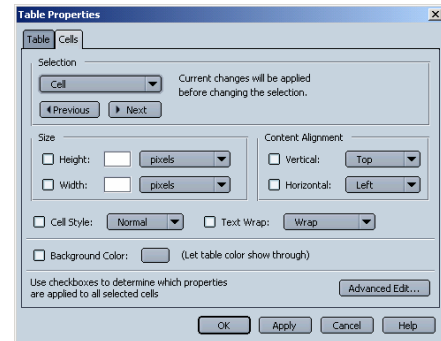 Table Properties
Table Cells
Selection
Cell
Current changes will be applied
before changing the selection.
Previous Next
Size
Content Alignment
Height: pixels
Vertical: Top
Width: pixels
Horizontal: Left
Cell Style: Normal Text Wrap: Wrap
Background Color: (Let table color show through)
Use checkboxes to determine which properties
are applied to all selected cells
Advanced Edit...
OK Apply Cancel Help